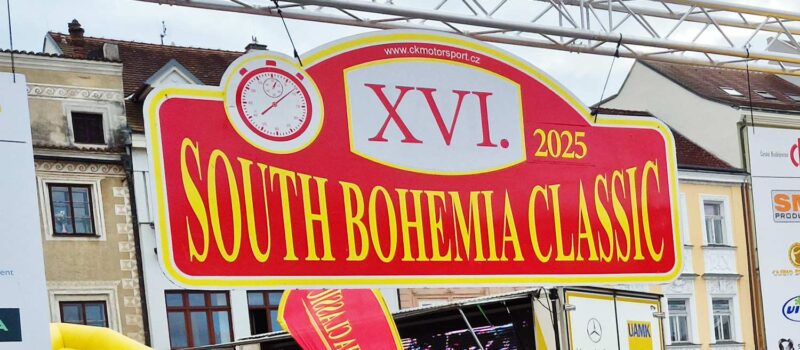 www.ckmotorsport.cz
XVI.
2025
SOUTH BOHEMIA CLASSIC
UAMK